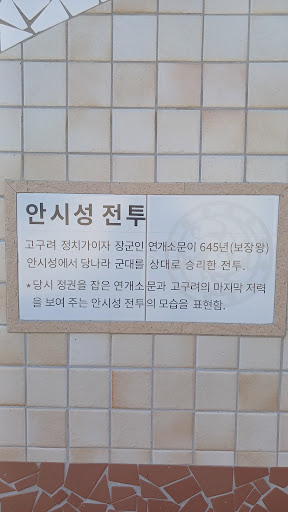 안시성 전투
고구려 정치가이자 장군인 연개소문이 645년(보장왕)
안시성에서 당나라 군대를 상대로 승리한 전투.
*당시 정권을 잡은 연개소문과 고구려의 마지막 저력
을 보여 주는 안시성 전투의 모습을 표현함.